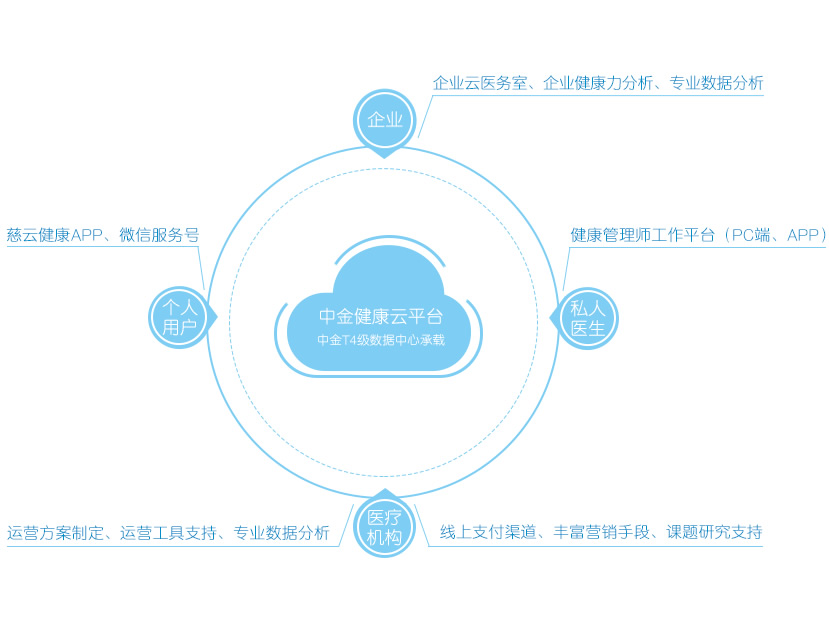 企业云医务室、企业健康力分析、专业数据分析
企业
慈云健康APP、微信服务号
健康管理师工作平台（PC端、APP）
个人
用户
中金健康云平台
中金T4级数据中心承载
私人
医生
医疗
机构
运营方案制定、运营工具支持、专业数据分析
线上支付渠道、丰富营销手段、课题研究支持